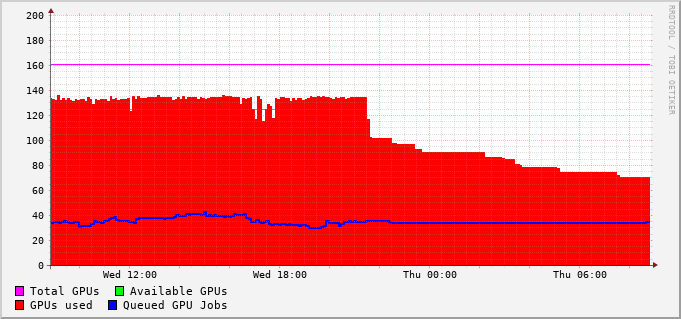 200
180
160
140
120
100
80
60
40
20
0
Wed 12:00 Wed 18:00 Thu 00:00 Thu 06:00
Total GPUs Available GPUs
GPUs used Queued GPU Jobs
RRDTOOL / TOBI OETIKER